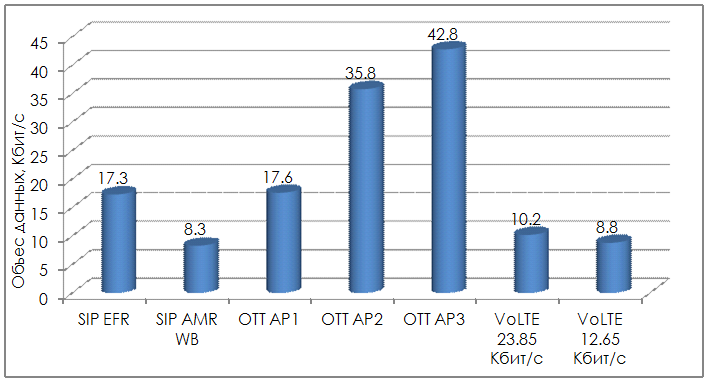 Обьес данных, Кбит/с
45
40
35
30
25
20
15
10
5
0
17.3
8.3
17.6
35.8
42.8
10.2
8.8
SIP EFR
SIP AMR
WB
OTT AP1
OTT AP2
OTT AP3
VoLTE
23.85
Кбит/с
VoLTE
12.65
Кбит/с